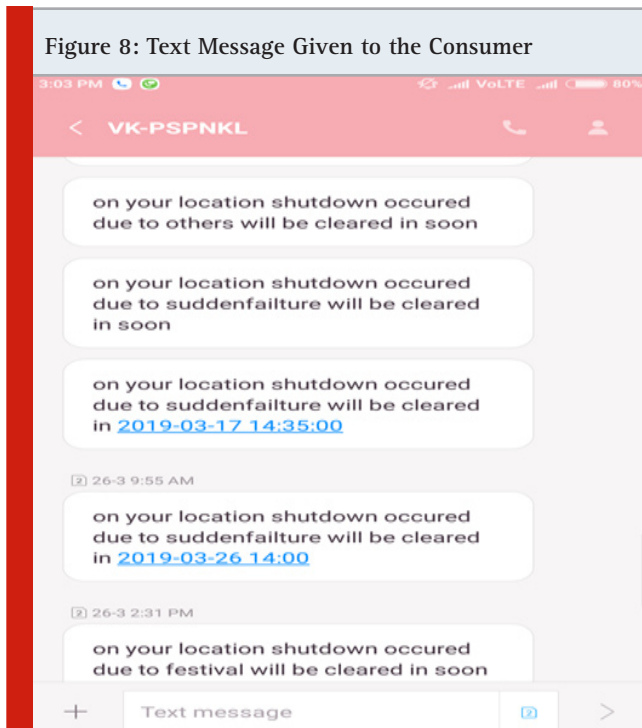 Figure 8: Text Message Given to the Consumer
3:03 PM VoLTE 80%
< VK-PSPNKL
on your location shutdown occured
due to others will be cleared in soon
on your location shutdown occured
due to suddenfailture will be cleared
in soon
on your location shutdown occured
due to suddenfailture will be cleared
in 2019-03-17 14:35:00
2 26-3 9:55 AM
on your location shutdown occured
due to suddenfailture will be cleared
in 2019-03-26 14:00
2 26-3 2:31 PM
on your location shutdown occured
due to festival will be cleared in soon
+ Text message 2 >